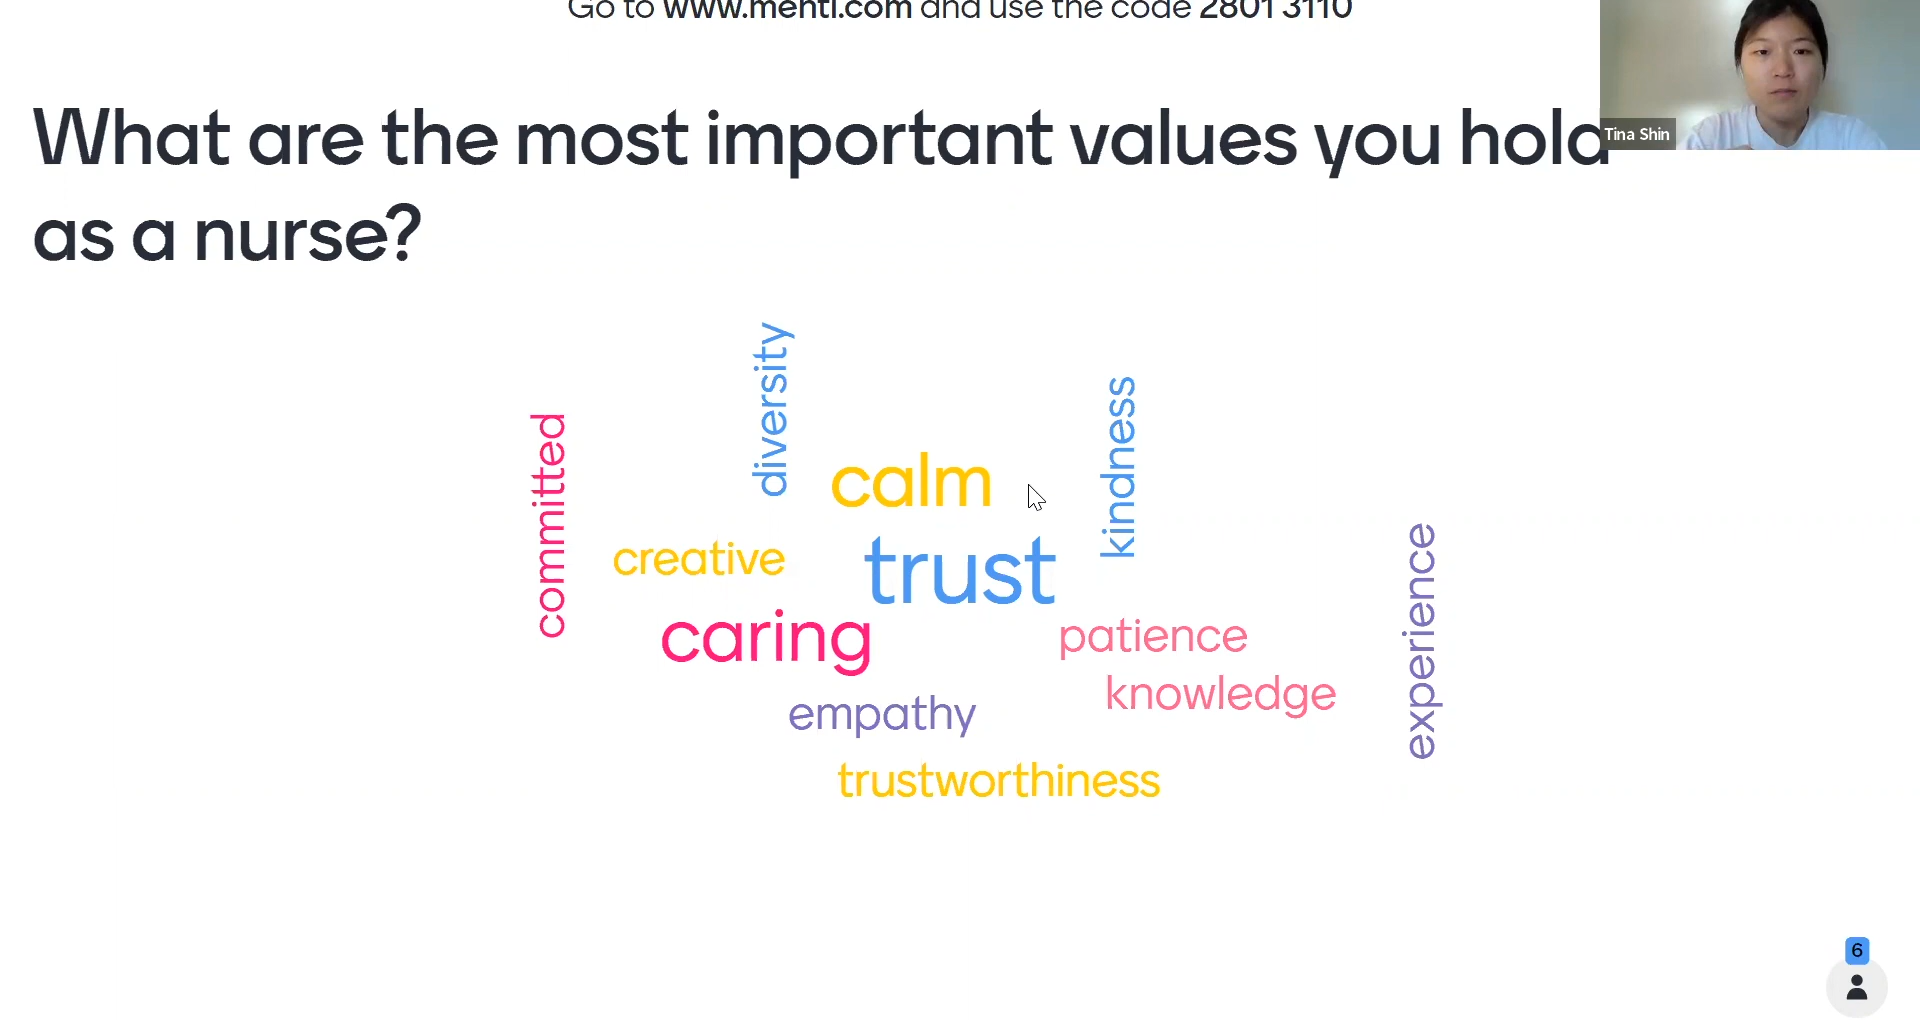 Go to www.menti.com and use the code 2801 3110
Tina Shin
What are the most important values you hold
as a nurse?
diversity
kindness
committed
calm
experience
creative
trust
caring
patience
knowledge
empathy
trustworthiness
6